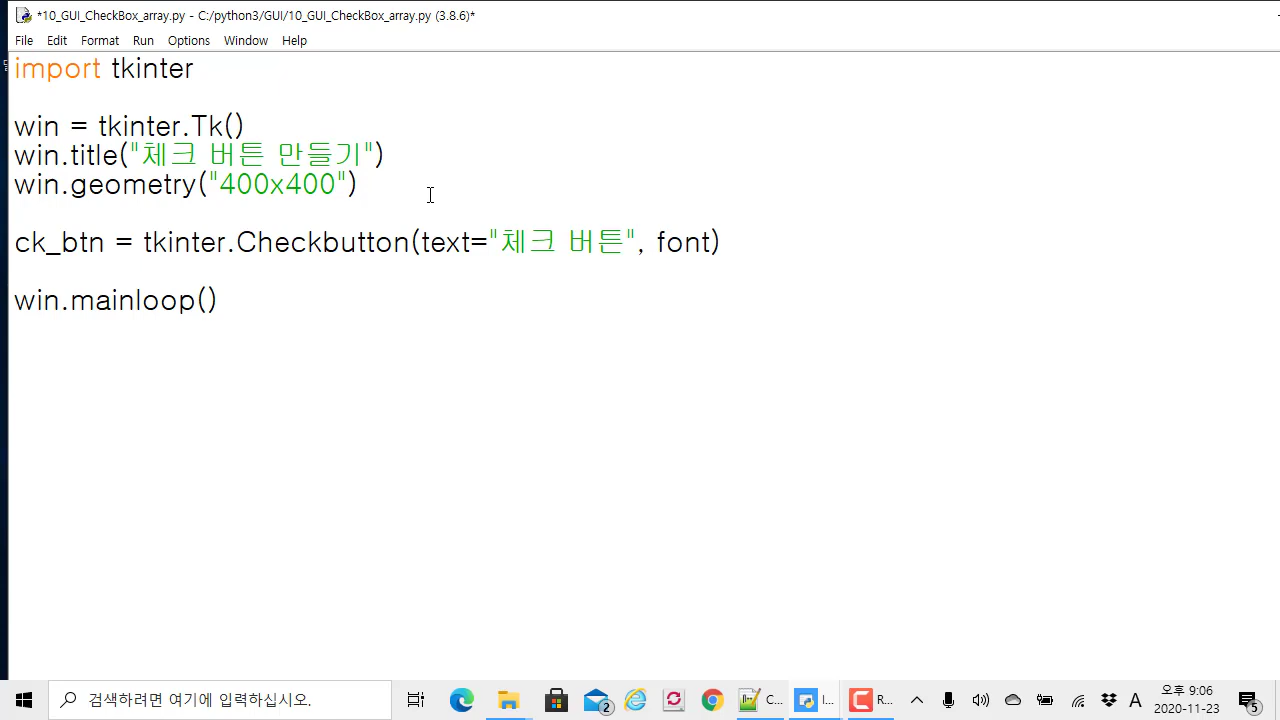 *10_GUI_CheckBox_array.py - C:/python3/GUI/10_GUI_CheckBox_array.py (3.8.6)*
File Edit Format Run Options Window Help
import tkinter
win = tkinter.Tk()
win.title("체크 버튼 만들기")
win.geometry("400x400")
ck_btn = tkinter.Checkbutton(text="체크 버튼", font)
win.mainloop()
검색하려면 여기에 입력하십시오.
2
C...
I...
R...
A
오후 9:06
2020-11-23
5